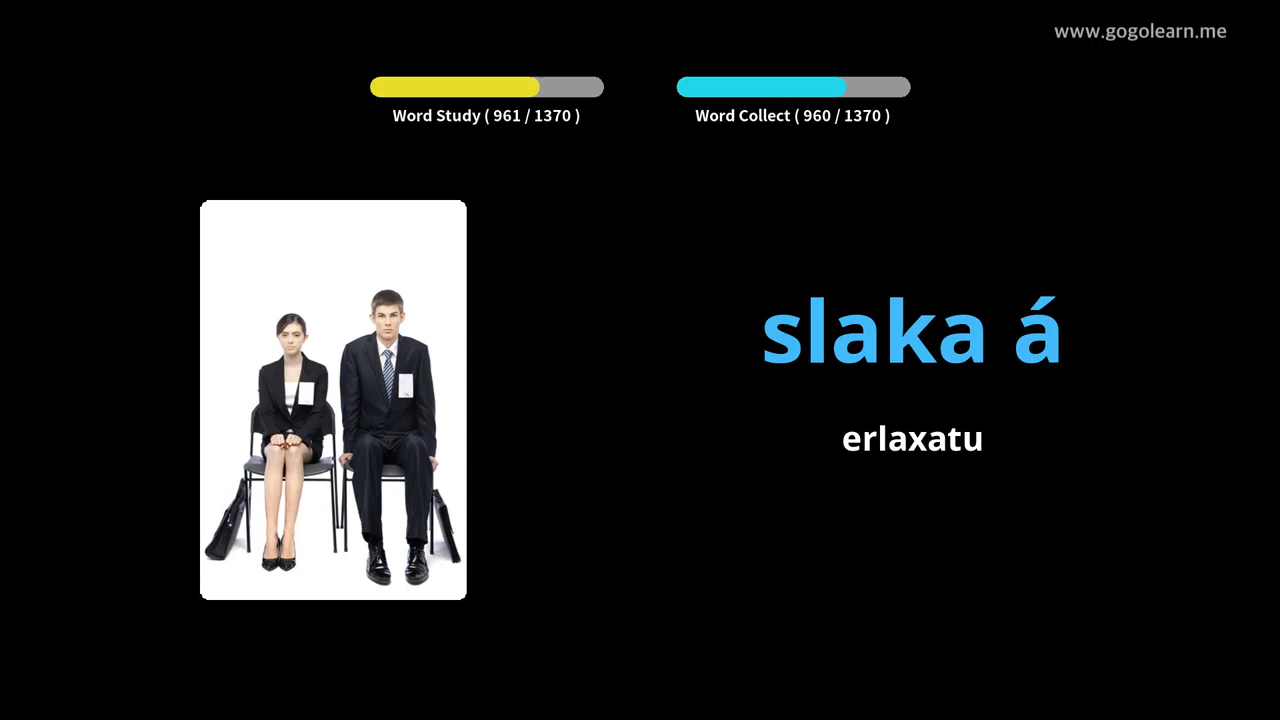 www.gogolearn.me
Word Study ( 961 / 1370 )
Word Collect ( 960 / 1370 )
slaka á
erlaxatu